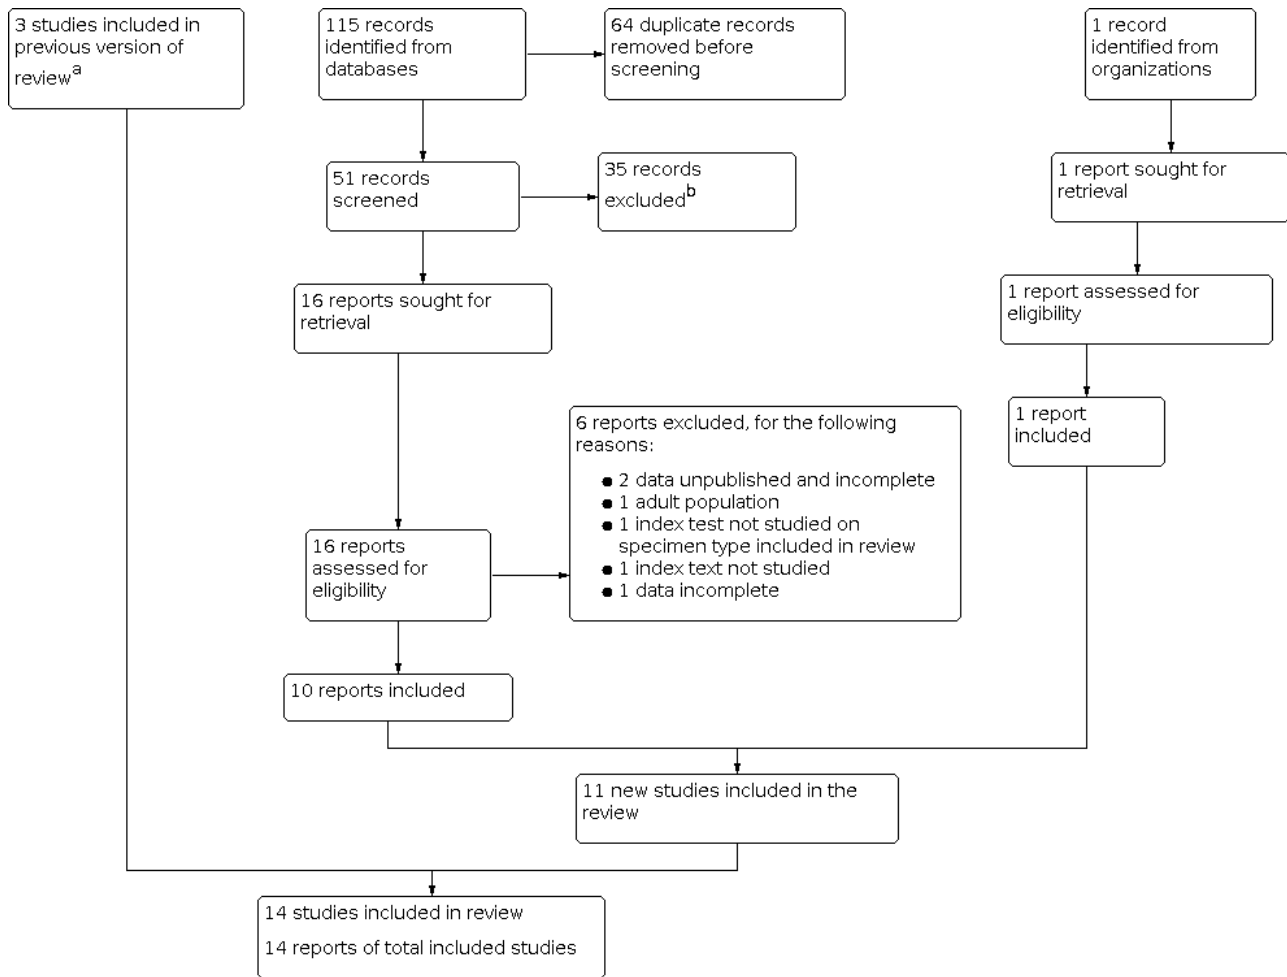 3 studies included in
previous version of
review^a
115 records
identified from
databases
64 duplicate records
removed before
screening
1 record
identified from
organizations
51 records
screened
35 records
excluded^b
1 report sought for
retrieval
16 reports sought for
retrieval
1 report assessed for
eligibility
1 report
included
16 reports
assessed for
eligibility
6 reports excluded, for the following
reasons:
● 2 data unpublished and incomplete
● 1 adult population
● 1 index test not studied on
specimen type included in review
● 1 index text not studied
● 1 data incomplete
10 reports included
11 new studies included in the
review
14 studies included in review
14 reports of total included studies